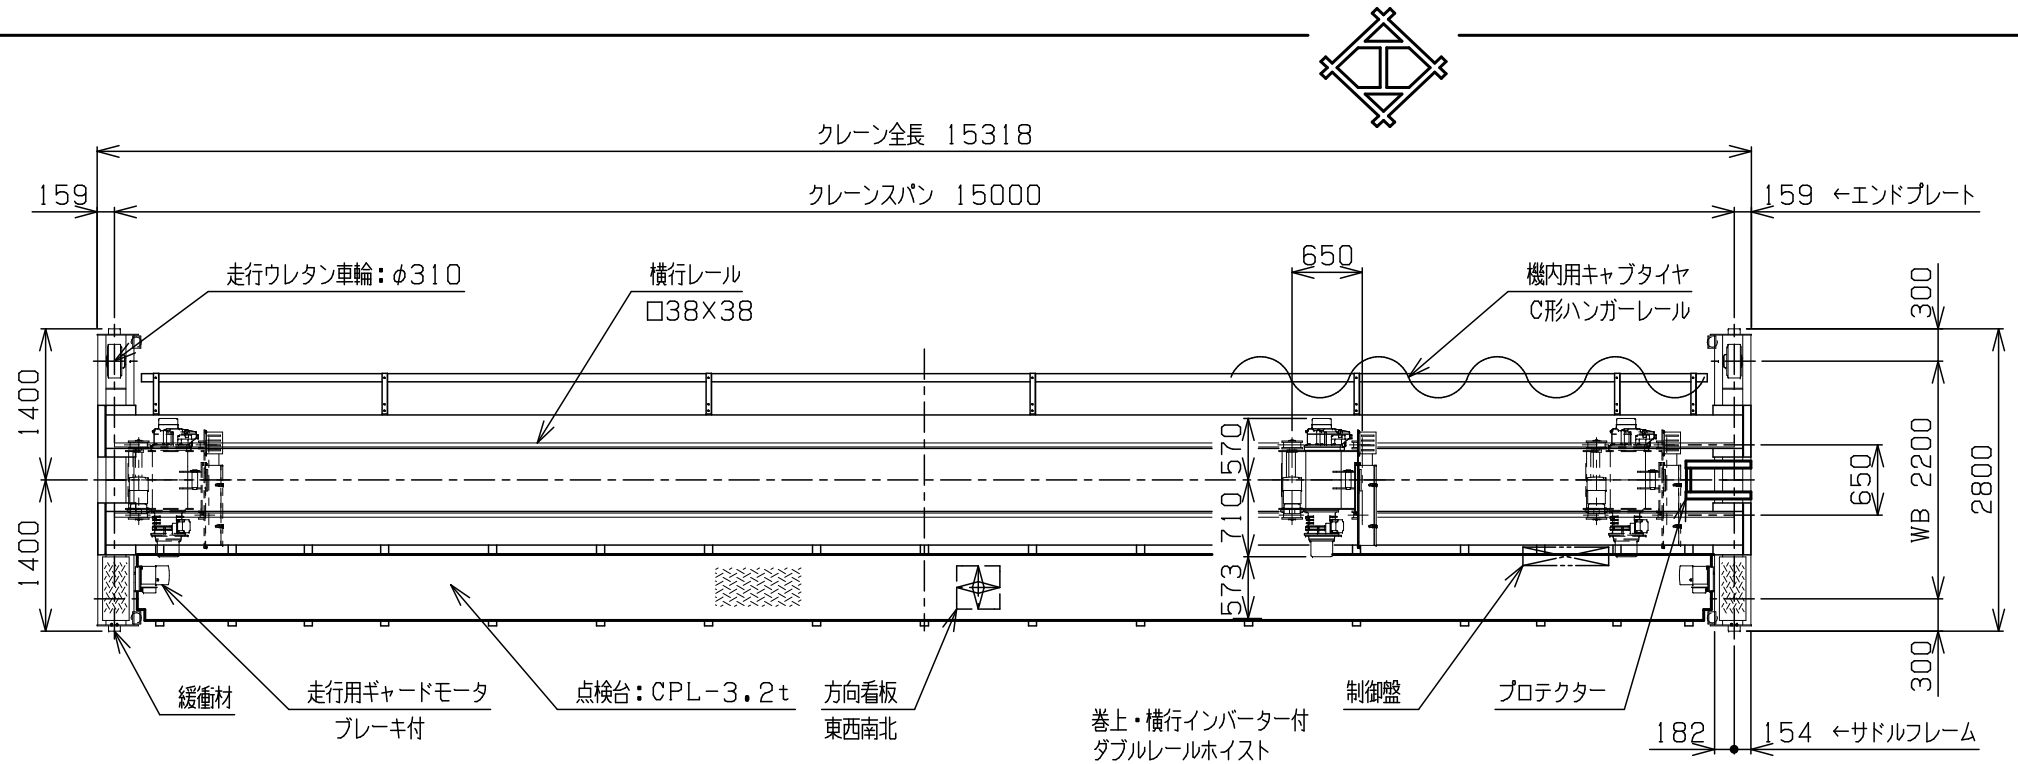 クレーン全長 15318
159
クレーンスパン 15000
159 ←エンドプレート
走行ウレタン車輪：φ310
横行レール
□38×38
650
機内用キャブタイヤ
C形ハンガーレール
300
1400
570
650
WB 2200
2800
710
1400
573
300
緩衝材
走行用ギャードモータ
ブレーキ付
点検台：CPL-3.2t
方向看板
東西南北
巻上・横行インバーター付
ダブルレールホイスト
制御盤
プロテクター
182
154 ←サドルフレーム